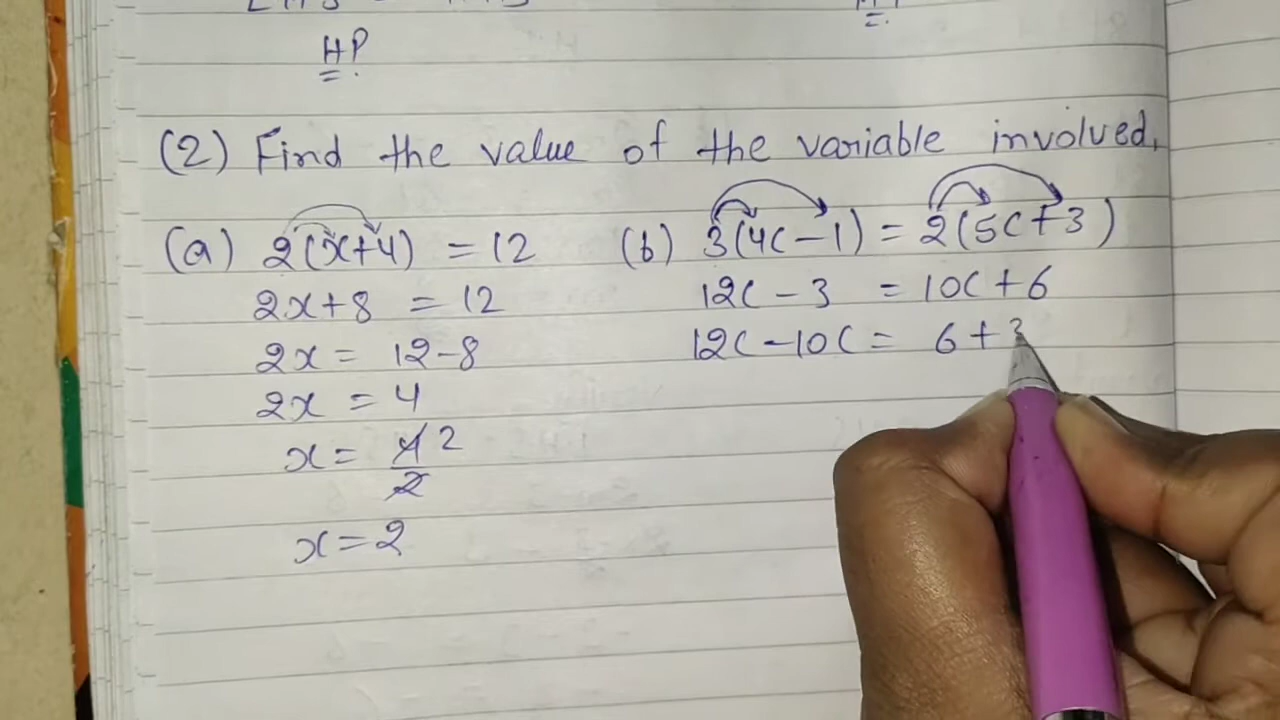 HP
(2) Find the value of the variable involved.
(a) 2(x+4) = 12
2x+8 = 12
2x = 12-8
2x = 4
x = 4 2
2
x=2
(b) 3(4c-1) = 2(5c+3)
12c - 3 = 10c + 6
12c - 10c = 6 + 3